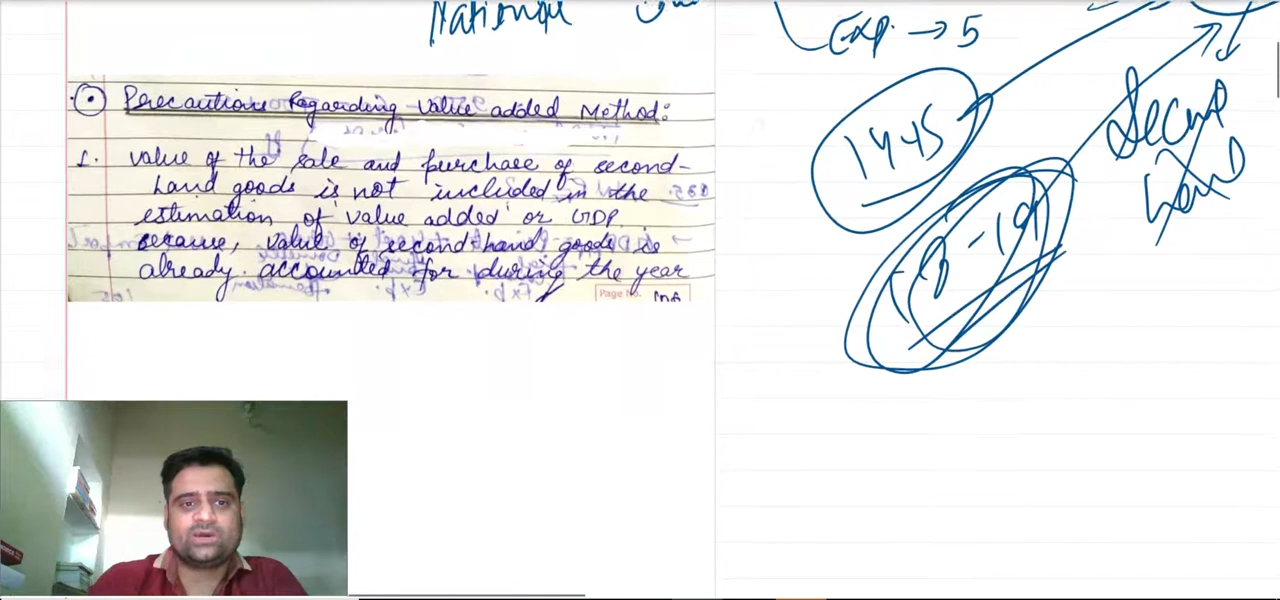 Exp. → 5
Precautions Regarding Value added Method:
1. value of the sale and purchase of second-
hand goods is not included in the
estimation of value added or GDP.
because, value of second-hand goods is
already accounted for during the year
Page No.
1445
Second
hand